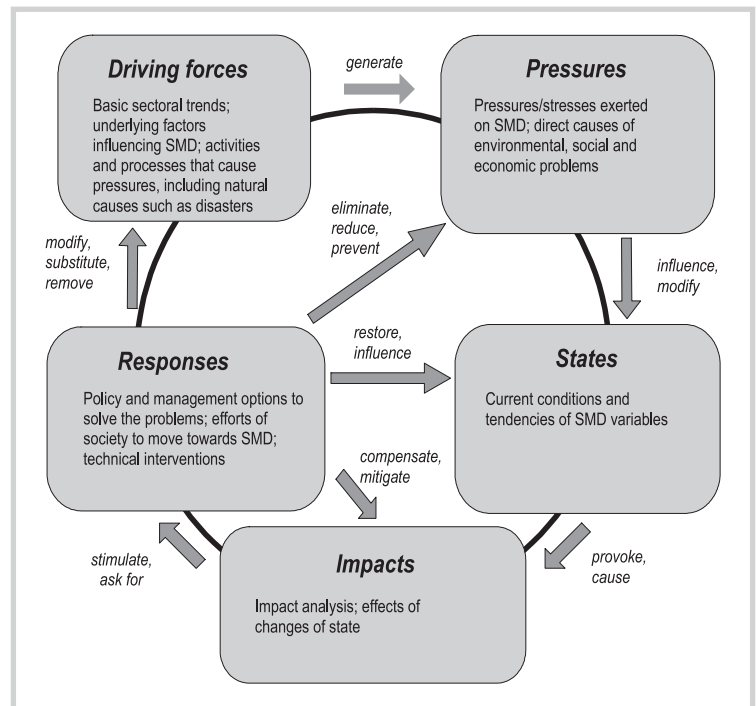 Driving forces
Basic sectoral trends;
underlying factors
influencing SMD; activities
and processes that cause
pressures, including natural
causes such as disasters
generate
Pressures
Pressures/stresses exerted
on SMD; direct causes of
environmental, social and
economic problems
modify,
substitute,
remove
eliminate,
reduce,
prevent
influence,
modify
Responses
Policy and management options to
solve the problems; efforts of
society to move towards SMD;
technical interventions
restore,
influence
States
Current conditions and
tendencies of SMD variables
compensate,
mitigate
stimulate,
ask for
Impacts
Impact analysis; effects of
changes of state
provoke,
cause